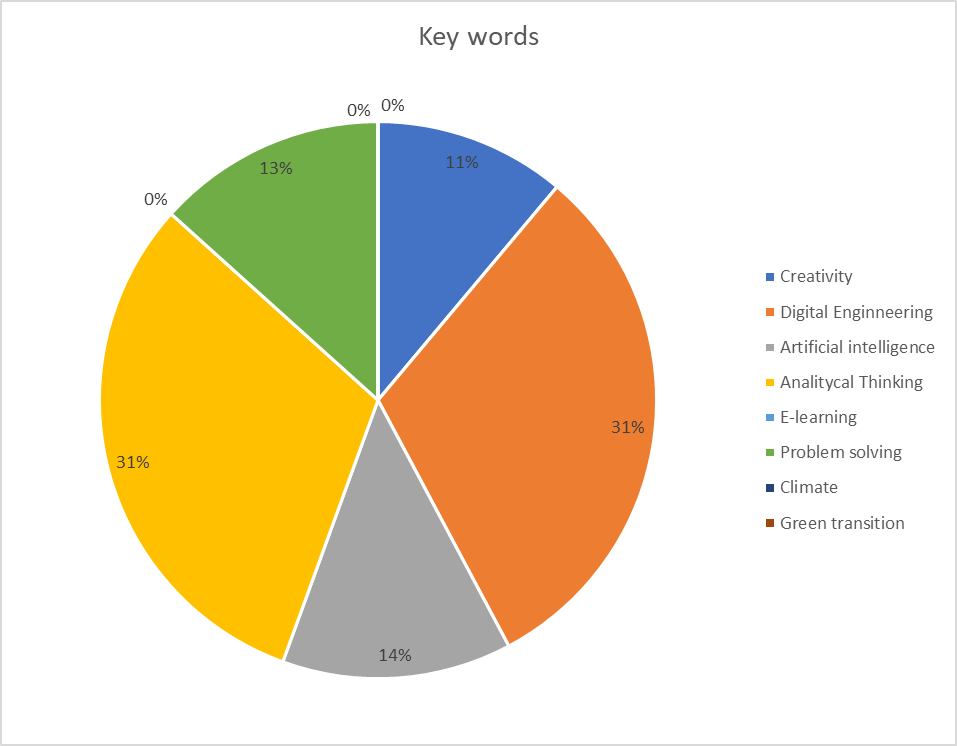 Key words
0%
0%
11%
13%
0%
31%
31%
14%
Creativity
Digital Enginneering
Artificial intelligence
Analitycal Thinking
E-learning
Problem solving
Climate
Green transition